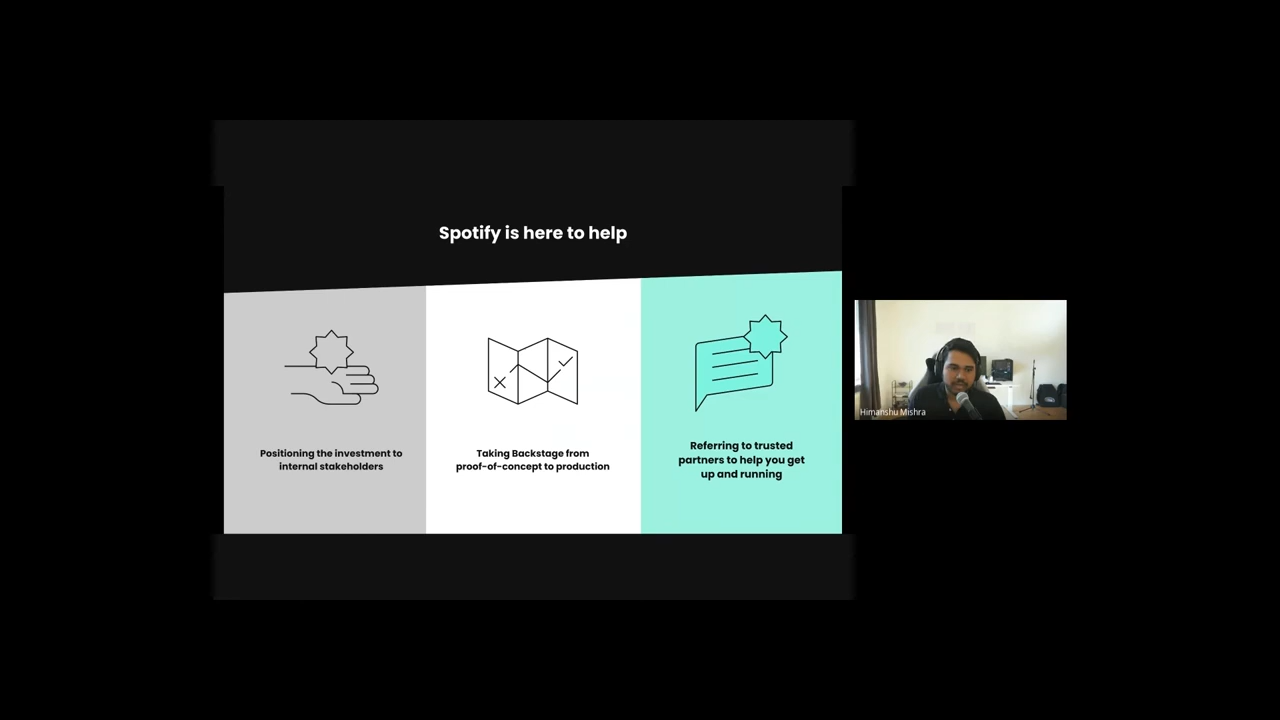 Spotify is here to help
Positioning the investment to
internal stakeholders
Taking Backstage from
proof-of-concept to production
Referring to trusted
partners to help you get
up and running
Himanshu Mishra